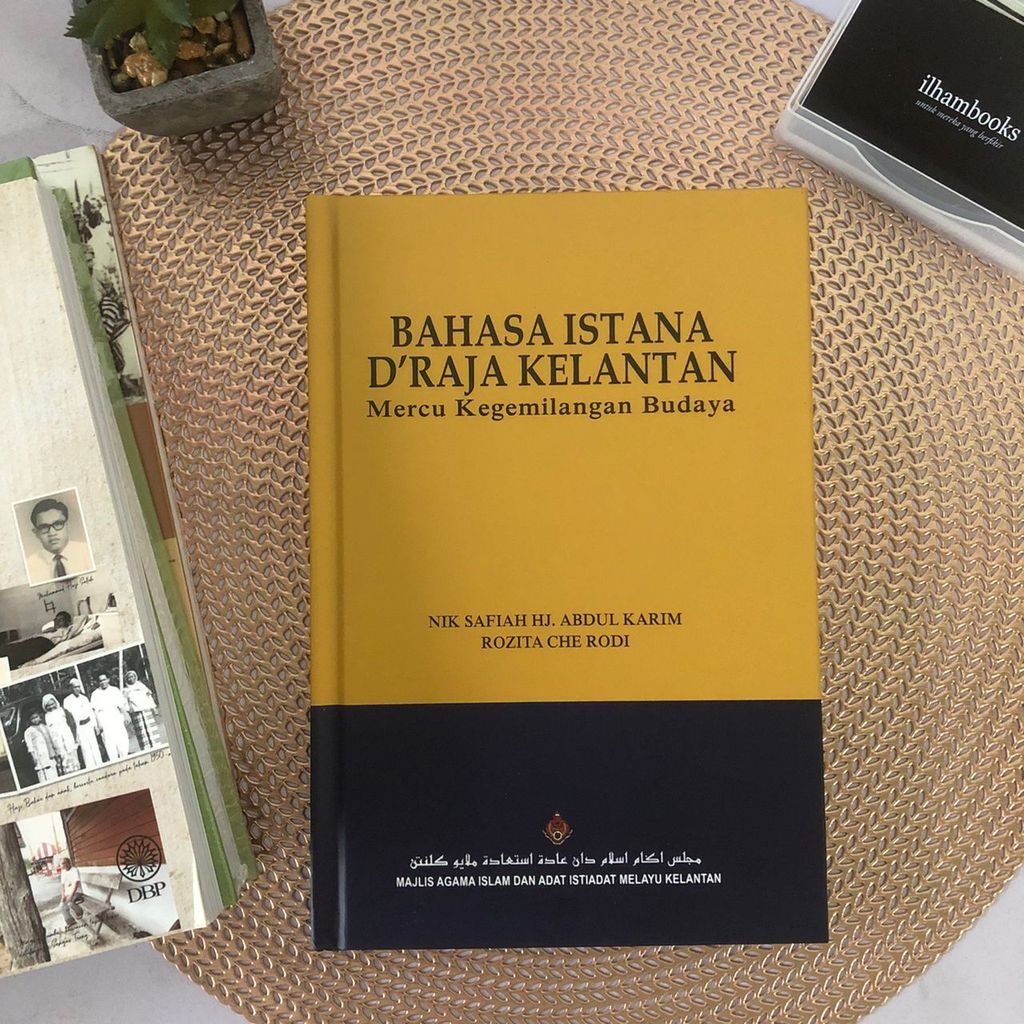 ilhambooks
untuk mereka yang berfikir
BAHASA ISTANA
D'RAJA KELANTAN
Mercu Kegemilangan Budaya
NIK SAFIAH HJ. ABDUL KARIM
ROZITA CHE RODI
مجلس اݢام اسلام دان عادة استعادة ملايو كلنتن
MAJLIS AGAMA ISLAM DAN ADAT ISTIADAT MELAYU KELANTAN
DBP